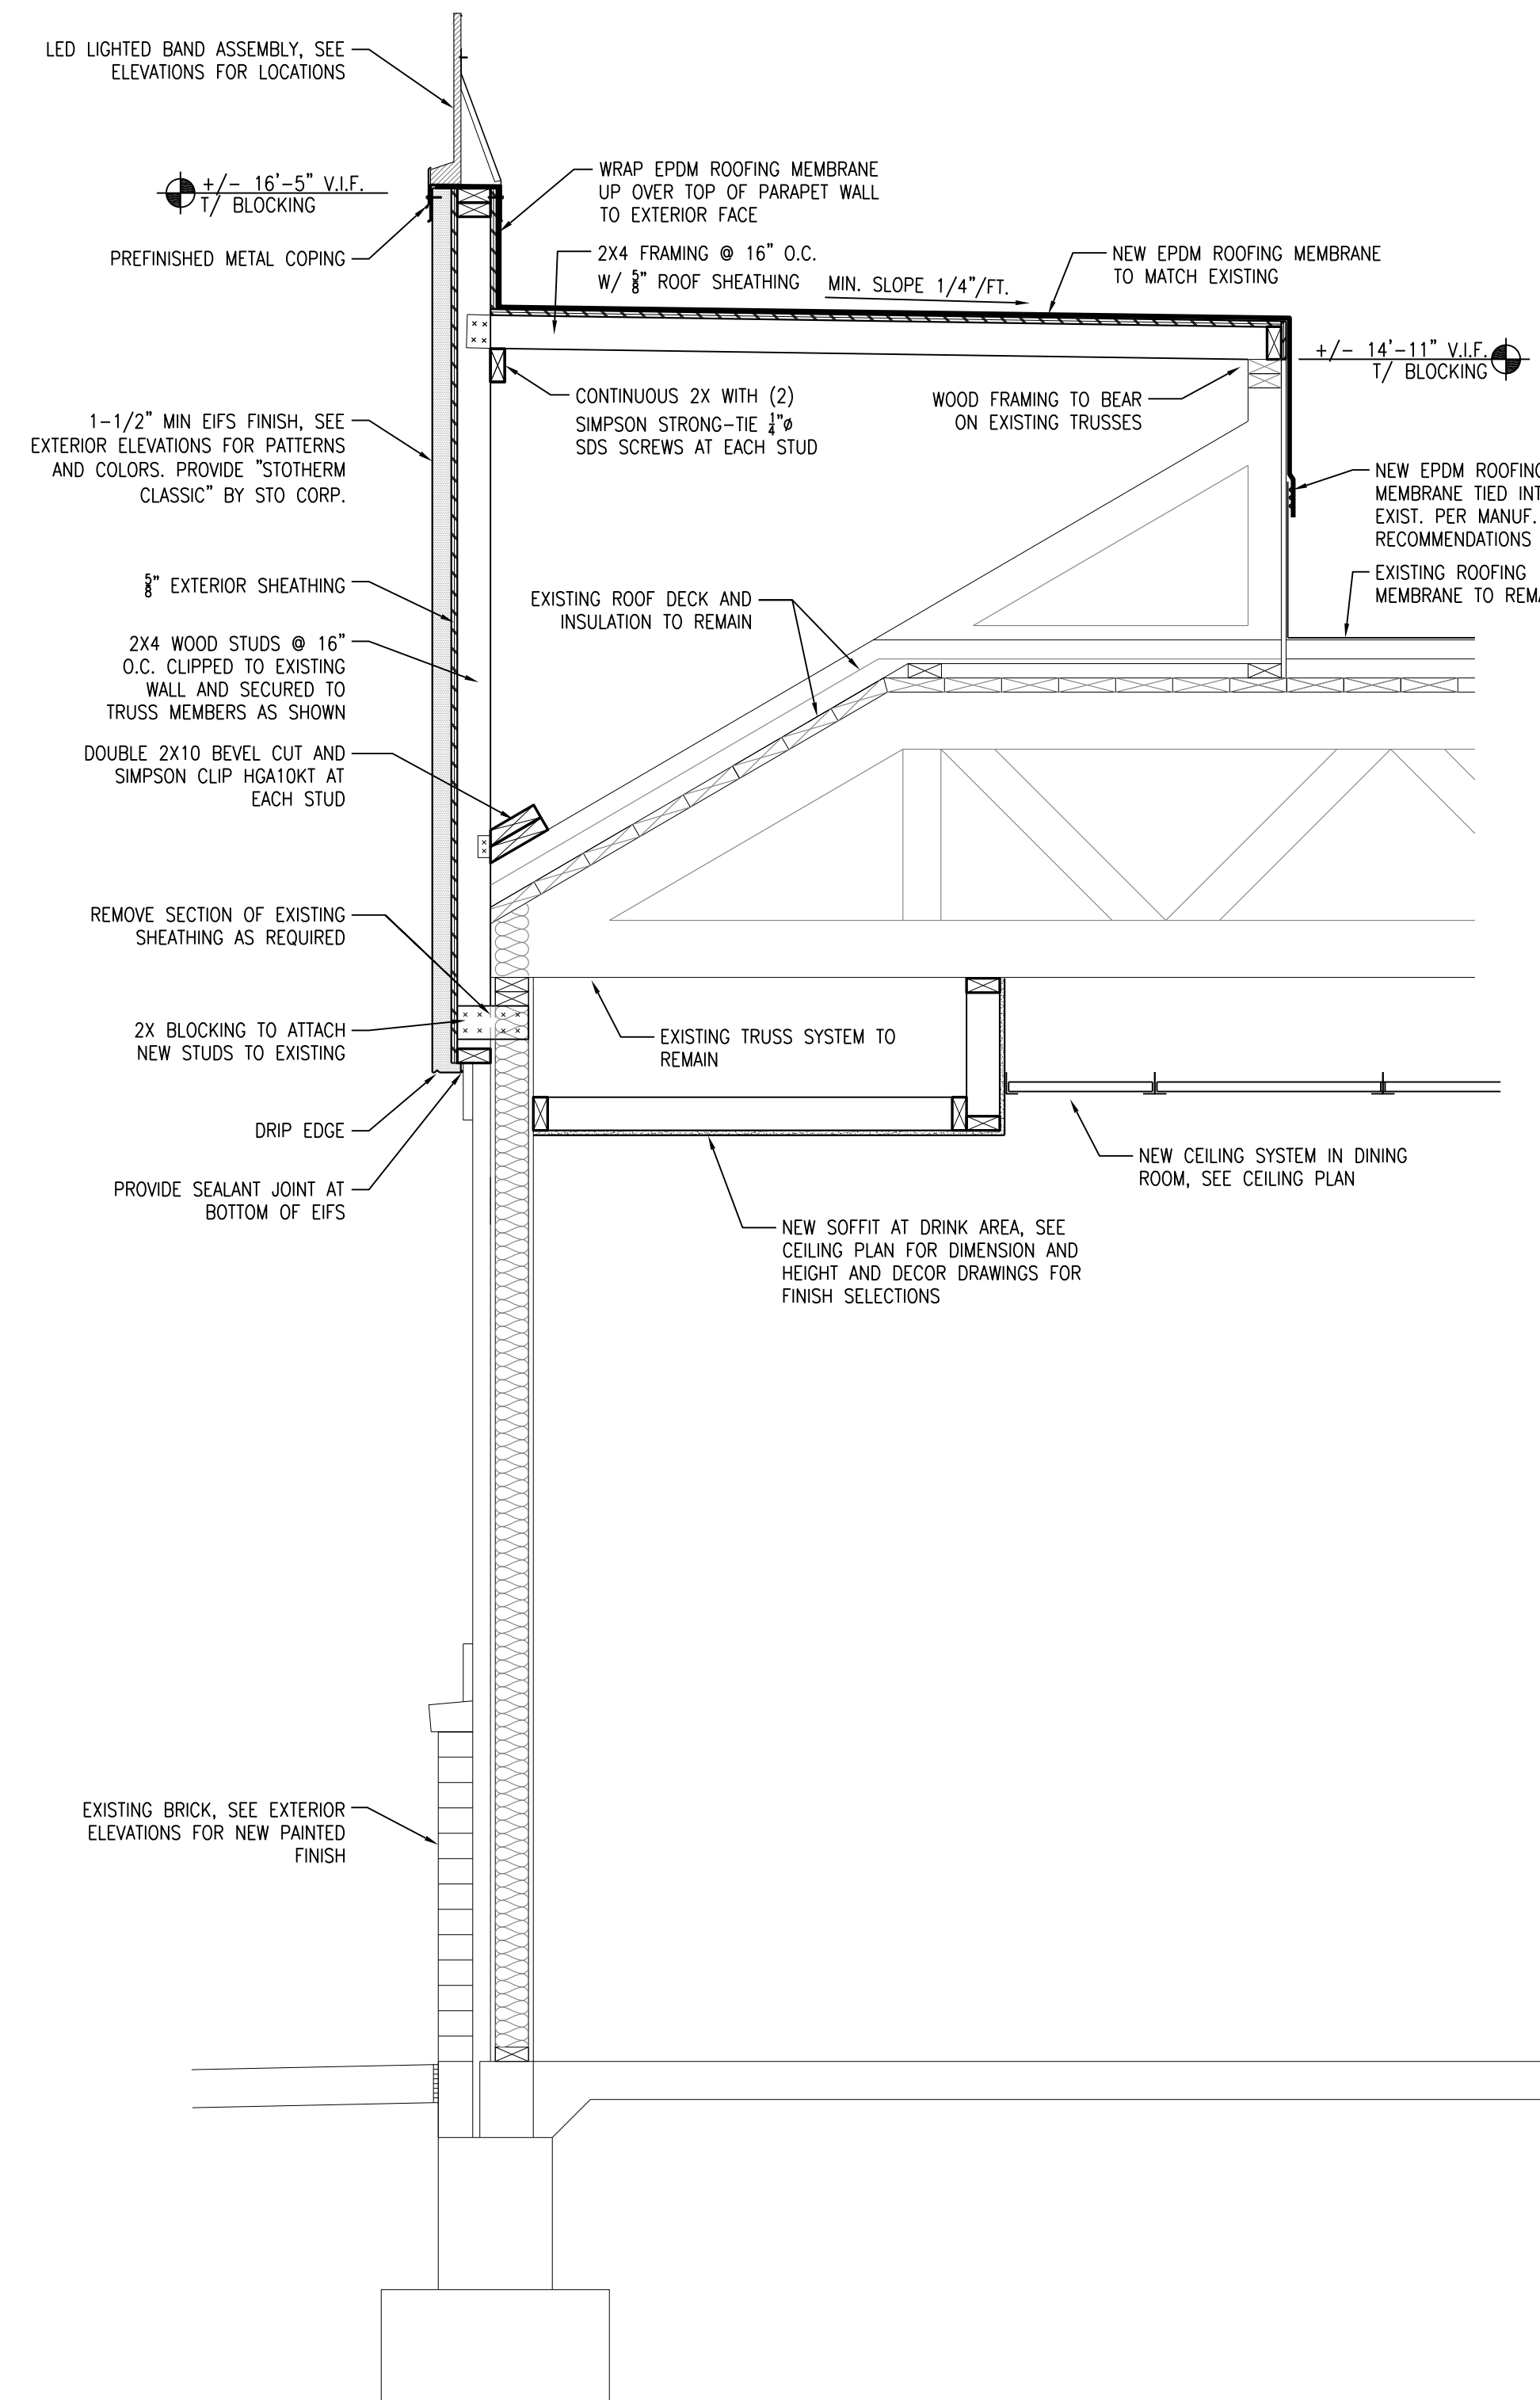 LED LIGHTED BAND ASSEMBLY, SEE
ELEVATIONS FOR LOCATIONS
+/- 16'-5" V.I.F.
T/ BLOCKING
PREFINISHED METAL COPING
WRAP EPDM ROOFING MEMBRANE
UP OVER TOP OF PARAPET WALL
TO EXTERIOR FACE
2X4 FRAMING @ 16" O.C.
W/ 5/8" ROOF SHEATHING
MIN. SLOPE 1/4"/FT.
NEW EPDM ROOFING MEMBRANE
TO MATCH EXISTING
+/- 14'-11" V.I.F.
T/ BLOCKING
CONTINUOUS 2X WITH (2)
SIMPSON STRONG-TIE 1/4"ø
SDS SCREWS AT EACH STUD
WOOD FRAMING TO BEAR
ON EXISTING TRUSSES
1-1/2" MIN EIFS FINISH, SEE
EXTERIOR ELEVATIONS FOR PATTERNS
AND COLORS. PROVIDE "STOTHERM
CLASSIC" BY STO CORP.
NEW EPDM ROOFING
MEMBRANE TIED INT
EXIST. PER MANUF.
RECOMMENDATIONS
EXISTING ROOFING
MEMBRANE TO REMA
5/8" EXTERIOR SHEATHING
EXISTING ROOF DECK AND
INSULATION TO REMAIN
2X4 WOOD STUDS @ 16"
O.C. CLIPPED TO EXISTING
WALL AND SECURED TO
TRUSS MEMBERS AS SHOWN
DOUBLE 2X10 BEVEL CUT AND
SIMPSON CLIP HGA10KT AT
EACH STUD
REMOVE SECTION OF EXISTING
SHEATHING AS REQUIRED
2X BLOCKING TO ATTACH
NEW STUDS TO EXISTING
EXISTING TRUSS SYSTEM TO
REMAIN
DRIP EDGE
NEW CEILING SYSTEM IN DINING
ROOM, SEE CEILING PLAN
PROVIDE SEALANT JOINT AT
BOTTOM OF EIFS
NEW SOFFIT AT DRINK AREA, SEE
CEILING PLAN FOR DIMENSION AND
HEIGHT AND DECOR DRAWINGS FOR
FINISH SELECTIONS
EXISTING BRICK, SEE EXTERIOR
ELEVATIONS FOR NEW PAINTED
FINISH